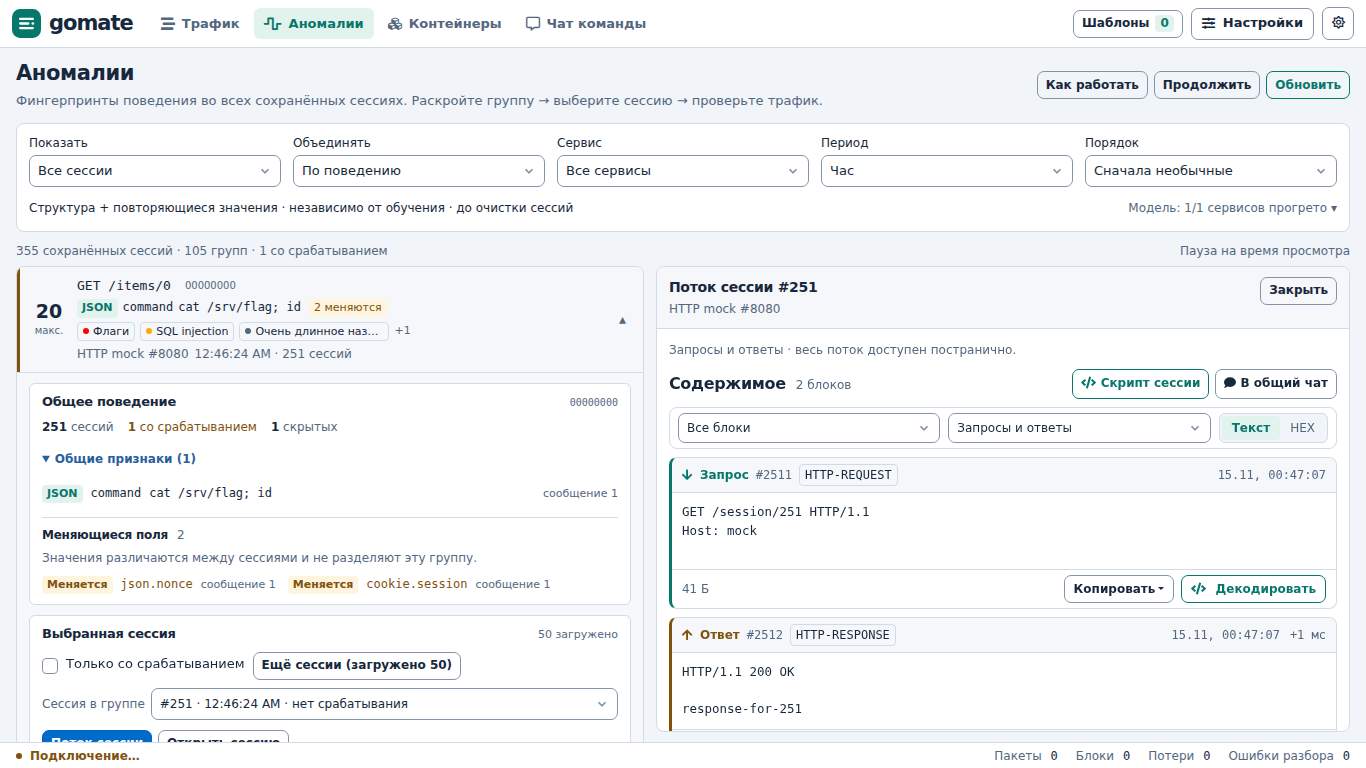 gomate
Трафик
Аномалии
Контейнеры
Чат команды
Шаблоны 0
Настройки
Аномалии
Фингерпринты поведения во всех сохранённых сессиях. Раскройте группу → выберите сессию → проверьте трафик.
Как работать
Продолжить
Обновить
Показать
Объединять
Сервис
Период
Порядок
Все сессии
По поведению
Все сервисы
Час
Сначала необычные
Структура + повторяющиеся значения · независимо от обучения · до очистки сессий
Модель: 1/1 сервисов прогрето ▾
355 сохранённых сессий · 105 групп · 1 со срабатыванием
Пауза на время просмотра
20
макс.
GET /items/0 00000000
JSON command cat /srv/flag; id 2 меняются
Флаги
SQL injection
Очень длинное наз...
+1
HTTP mock #8080 12:46:24 AM · 251 сессий
▲
Общее поведение
00000000
251 сессий 1 со срабатыванием 1 скрытых
▼ Общие признаки (1)
JSON command cat /srv/flag; id
сообщение 1
Меняющиеся поля 2
Значения различаются между сессиями и не разделяют эту группу.
Меняется json.nonce сообщение 1 Меняется cookie.session сообщение 1
Выбранная сессия
50 загружено
Только со срабатыванием
Ещё сессии (загружено 50)
Сессия в группе
#251 · 12:46:24 AM · нет срабатывания
Поток сессии
Открыть сессию
Поток сессии #251
HTTP mock #8080
Закрыть
Запросы и ответы · весь поток доступен постранично.
Содержимое 2 блоков
Скрипт сессии
В общий чат
Все блоки
Запросы и ответы
Текст
HEX
Запрос #2511 HTTP-REQUEST
15.11, 00:47:07
GET /session/251 HTTP/1.1
Host: mock
41 Б
Копировать
Декодировать
Ответ #2512 HTTP-RESPONSE
15.11, 00:47:07 +1 мс
HTTP/1.1 200 OK
response-for-251
Подключение…
Пакеты 0
Блоки 0
Потери 0
Ошибки разбора 0